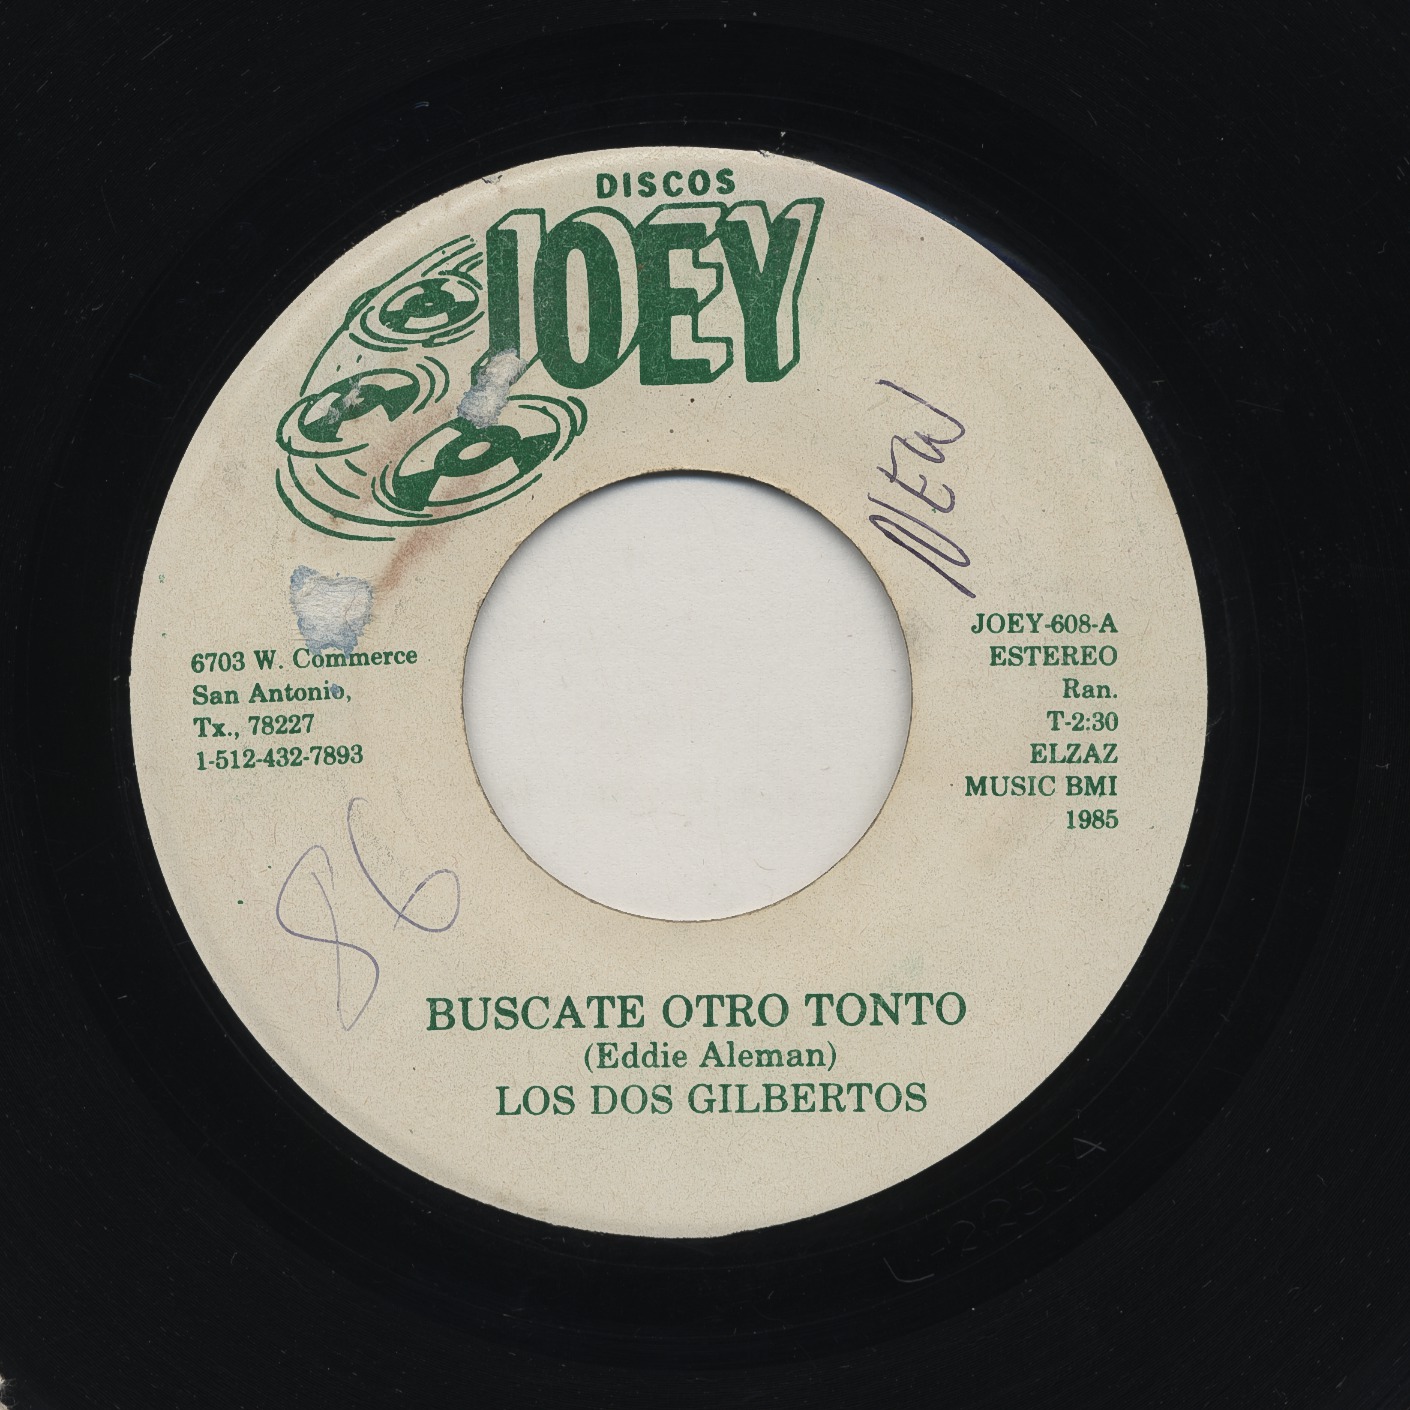 DISCOS
JOEY
NEW
6703 W. Commerce
San Antonio,
Tx., 78227
1-512-432-7893
JOEY-608-A
ESTEREO
Ran.
T-2:30
ELZAZ
MUSIC BMI
1985
86
BUSCATE OTRO TONTO
(Eddie Aleman)
LOS DOS GILBERTOS